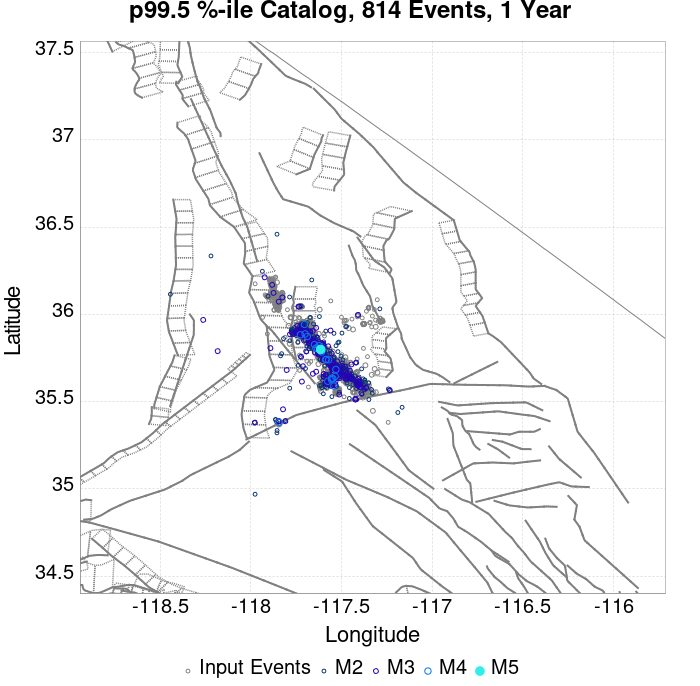 p99.5 %-ile Catalog, 814 Events, 1 Year
37.5
37
36.5
36
35.5
35
34.5
Latitude
-118.5 -118 -117.5 -117 -116.5 -116
Longitude
Input Events M2 M3 M4 M5